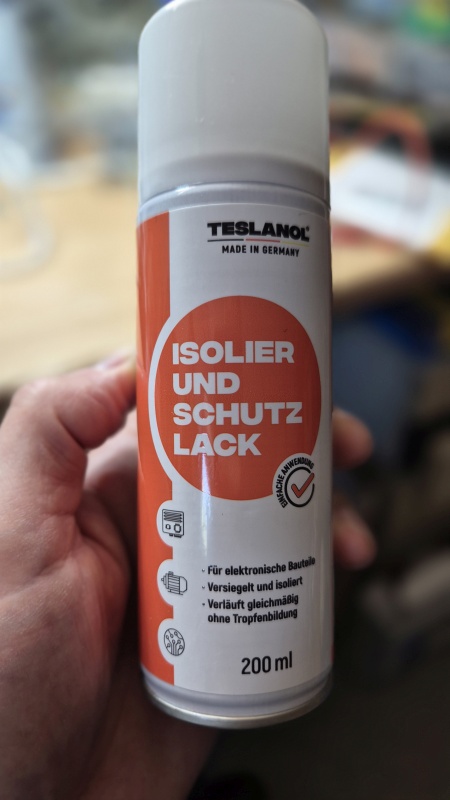 TESLANOL®
MADE IN GERMANY
ISOLIER
UND
SCHUTZ
LACK
EINFACHE ANWENDUNG
- Für elektronische Bauteile
- Versiegelt und isoliert
- Verläuft gleichmäßig
ohne Tropfenbildung
200 ml